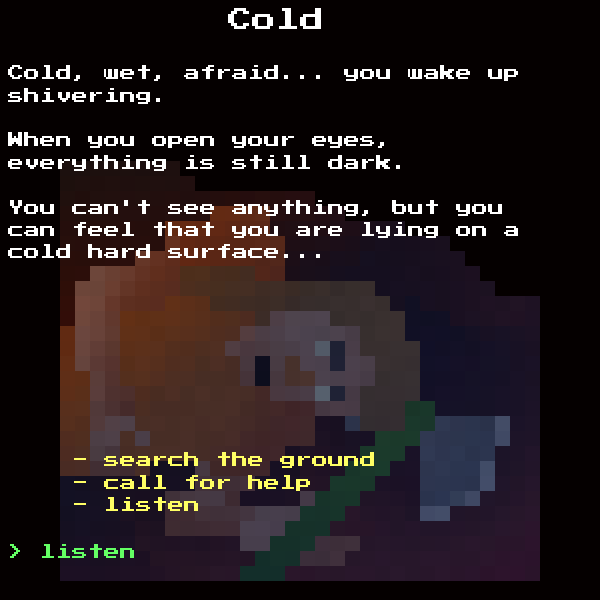 Cold
Cold, wet, afraid... you wake up
shivering.
When you open your eyes,
everything is still dark.
You can't see anything, but you
can feel that you are lying on a
cold hard surface...
- search the ground
- call for help
- listen
> listen